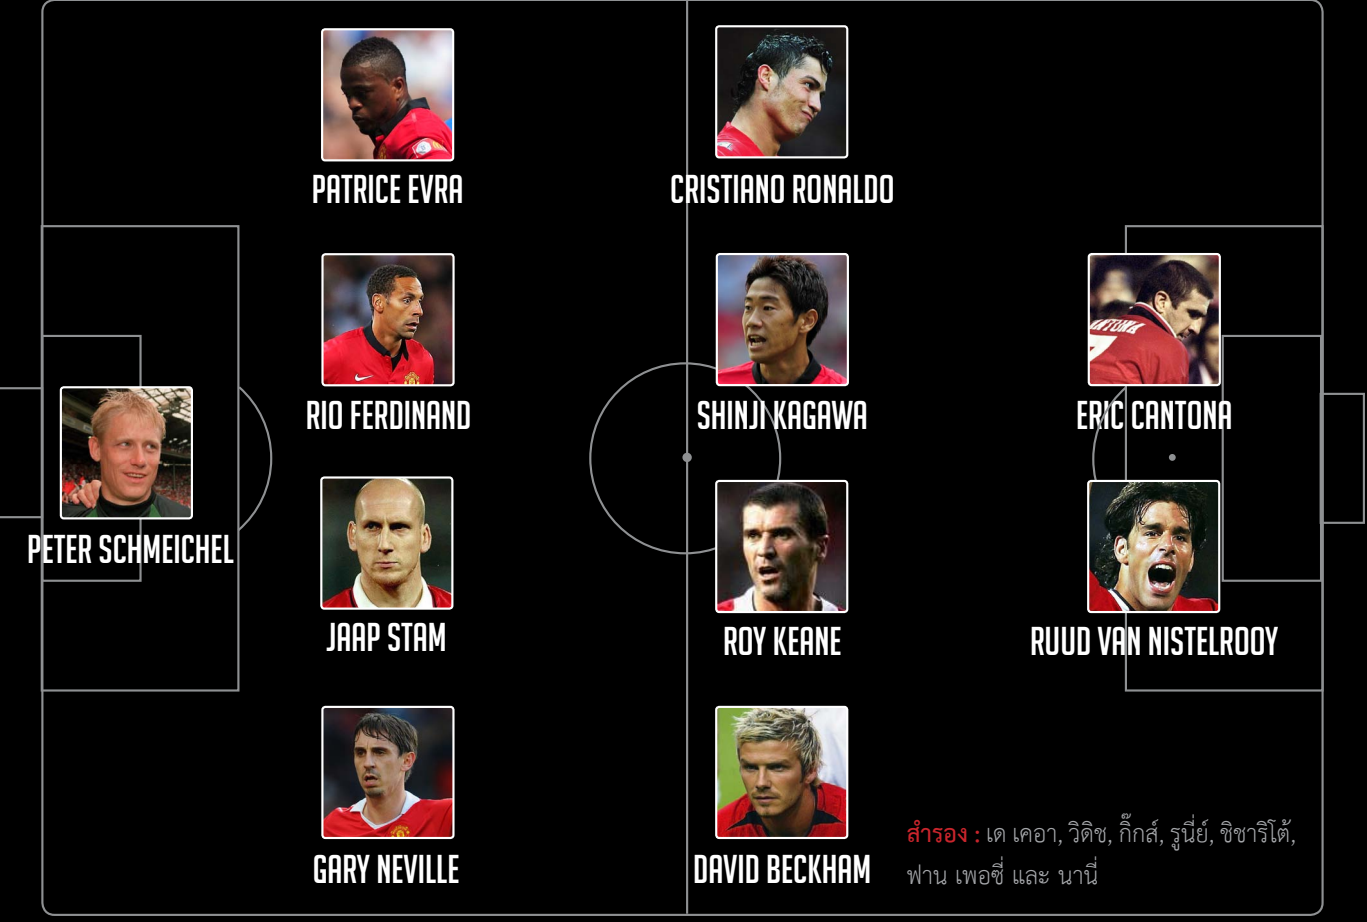 PATRICE EVRA
CRISTIANO RONALDO
RIO FERDINAND
SHINJI KAGAWA
ANTONA
7
ERIC CANTONA
PETER SCHMEICHEL
JAAP STAM
ROY KEANE
RUUD VAN NISTELROOY
GARY NEVILLE
DAVID BECKHAM
สำรอง : เด เคอา, วิดิช, กิ๊กส์, รูนี่ย์, ชิชาริโต้,
ฟาน เพอซี่ และ นานี่